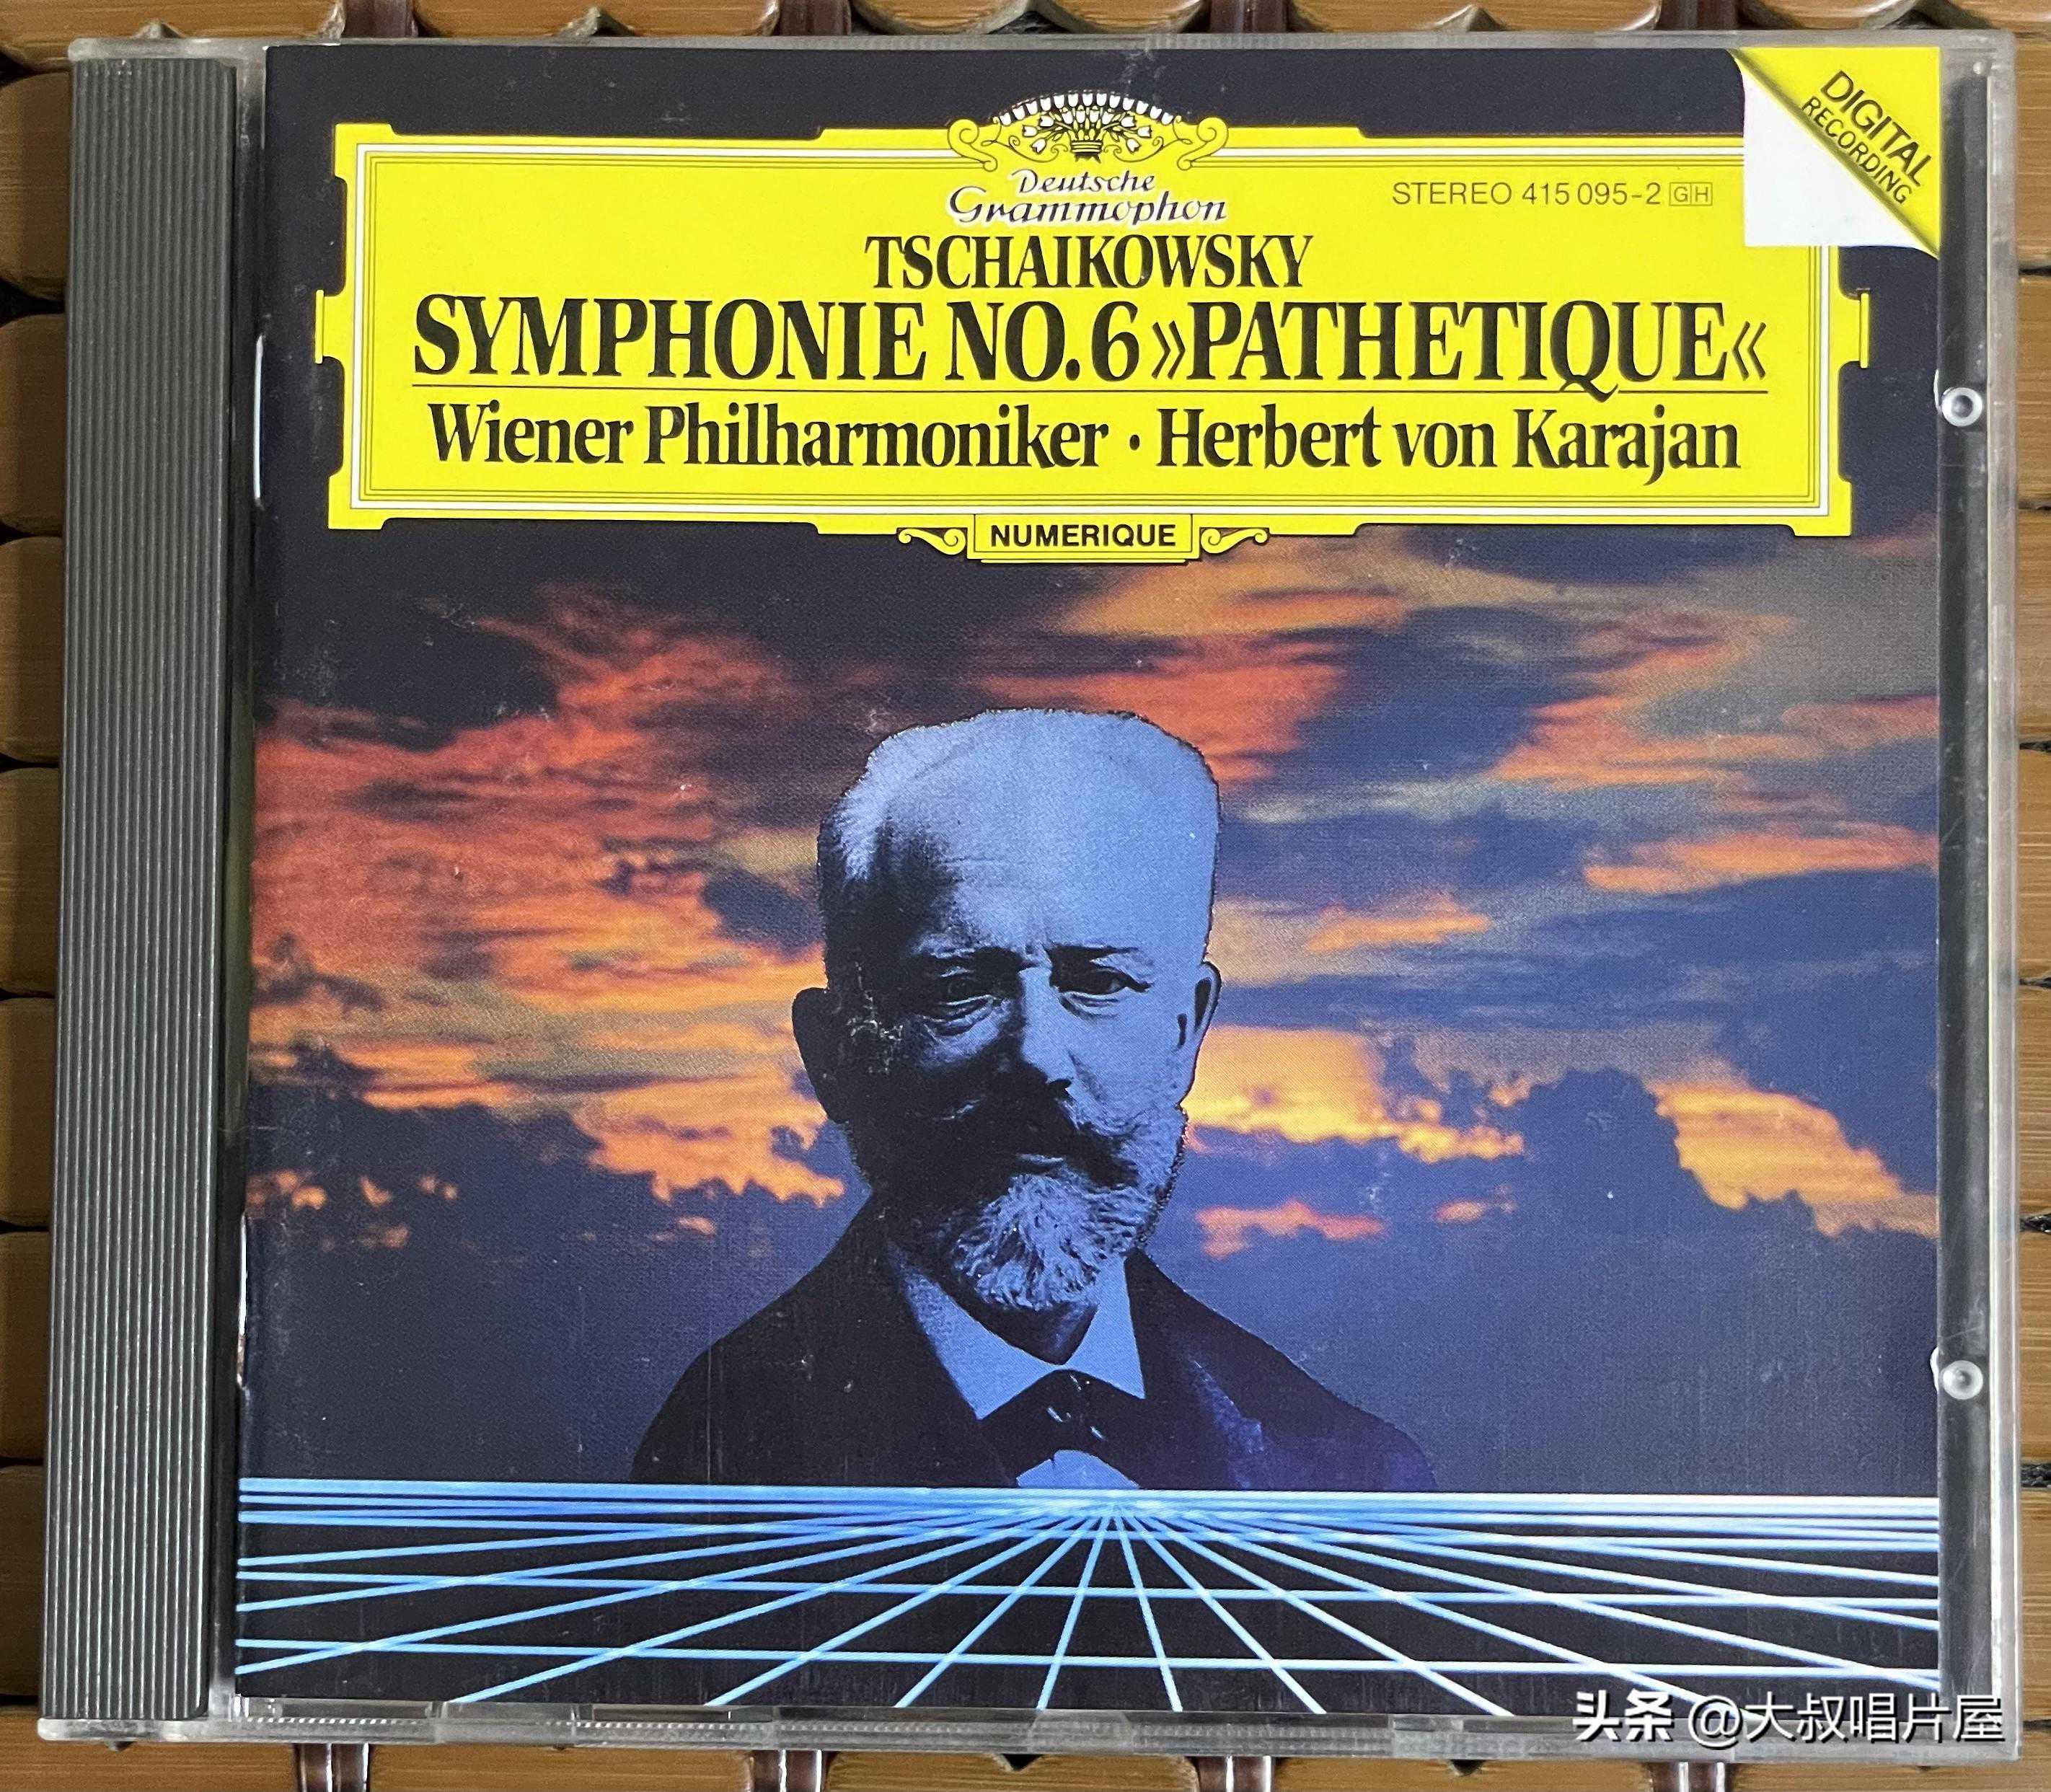 DIGITAL
RECORDING
Deutsche
Grammophon
STEREO 415 095-2 GH
TSCHAIKOWSKY
SYMPHONIE NO. 6 »PATHETIQUE«
Wiener Philharmoniker · Herbert von Karajan
NUMERIQUE
头条 @大叔唱片屋